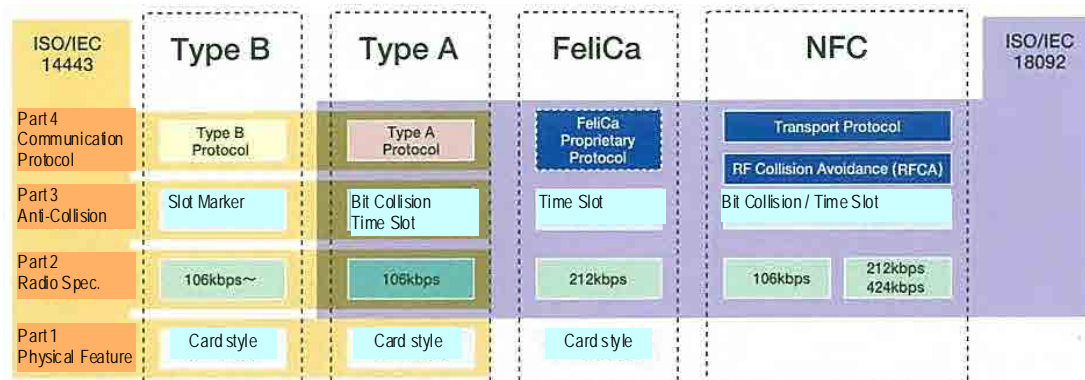 ISO/IEC
14443
Type B
Type A
FeliCa
NFC
ISO/IEC
18092
Part 4
Communication
Protocol
Type B
Protocol
Type A
Protocol
FeliCa
Proprietary
Protocol
Transport Protocol
RF Collision Avoidance (RFCA)
Part 3
Anti-Collision
Slot Marker
Bit Collision
Time Slot
Time Slot
Bit Collision / Time Slot
Part 2
Radio Spec.
106kbps~
106kbps
212kbps
106kbps
212kbps
424kbps
Part 1
Physical Feature
Card style
Card style
Card style